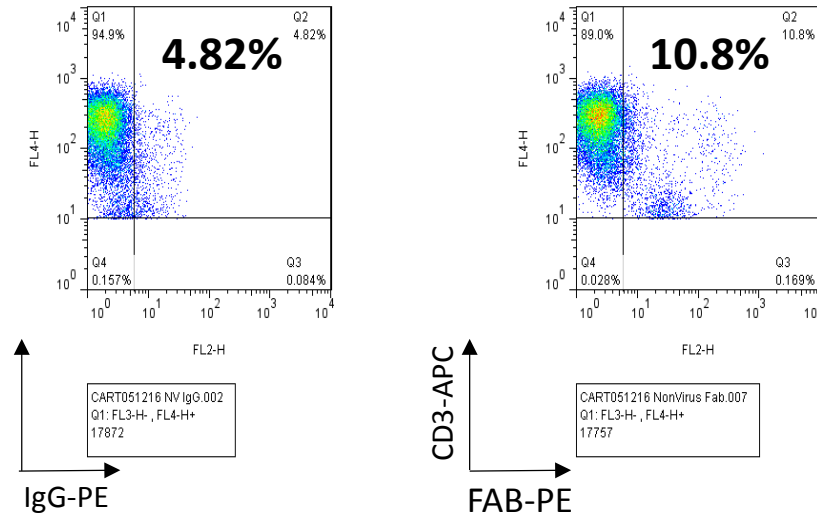 10^4
Q1
94.9%
Q2
4.82%
4.82%
10^3
10^2
10^1
10^0
FL4-H
Q4
0.157%
Q3
0.084%
10^0 10^1 10^2 10^3 10^4
FL2-H
CART051216 NV IgG.002
Q1: FL3-H- , FL4-H+
17872
IgG-PE
10^4
Q1
89.0%
Q2
10.8%
10.8%
10^3
10^2
10^1
10^0
FL4-H
Q4
0.028%
Q3
0.169%
10^0 10^1 10^2 10^3
FL2-H
CD3-APC
CART051216 NonVirus Fab.007
Q1: FL3-H- , FL4-H+
17757
FAB-PE